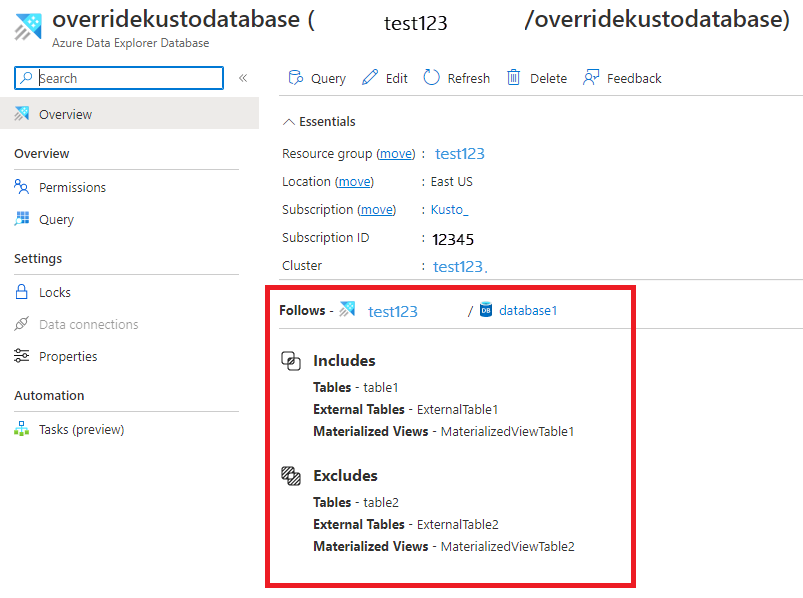 overridekustodatabase ( test123 /overridekustodatabase)
Azure Data Explorer Database
Search «
Query Edit Refresh Delete Feedback
Overview
Overview
Permissions
Query
Settings
Locks
Data connections
Properties
Automation
Tasks (preview)
Essentials
Resource group (move) : test123
Location (move) : East US
Subscription (move) : Kusto_
Subscription ID : 12345
Cluster : test123.
Follows - test123 / DB database1
Includes
Tables - table1
External Tables - ExternalTable1
Materialized Views - MaterializedViewTable1
Excludes
Tables - table2
External Tables - ExternalTable2
Materialized Views - MaterializedViewTable2